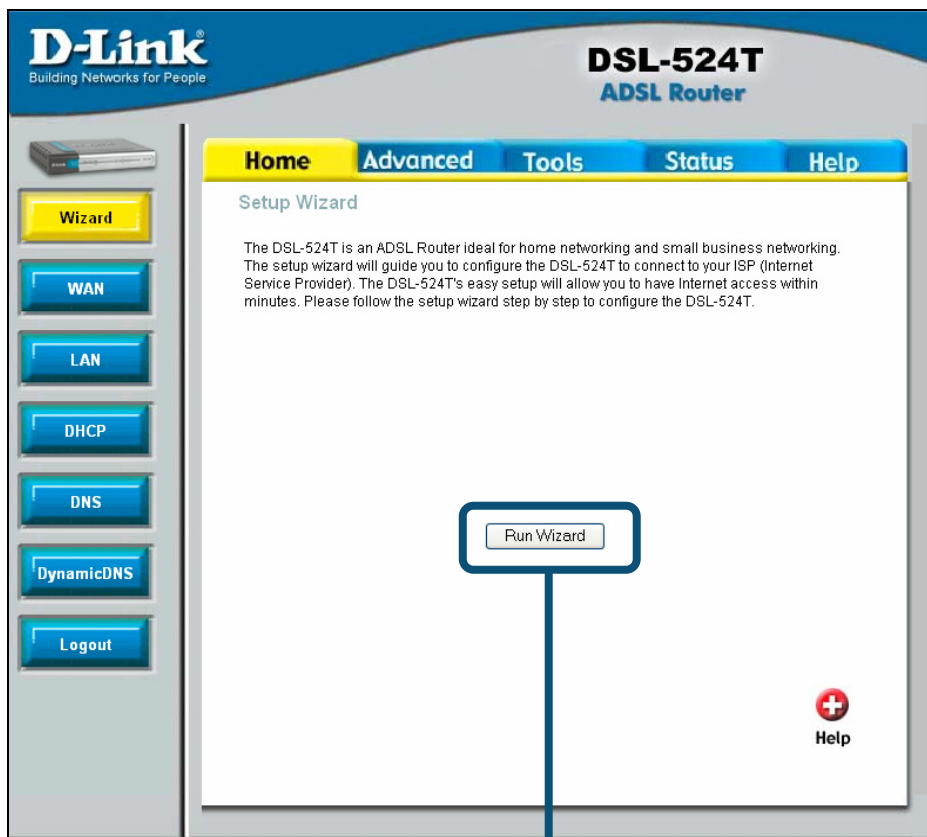 D-Link®
Building Networks for People
DSL-524T
ADSL Router
Home Advanced Tools Status Help
Wizard
WAN
LAN
DHCP
DNS
DynamicDNS
Logout
Setup Wizard
The DSL-524T is an ADSL Router ideal for home networking and small business networking.
The setup wizard will guide you to configure the DSL-524T to connect to your ISP (Internet
Service Provider). The DSL-524T's easy setup will allow you to have Internet access within
minutes. Please follow the setup wizard step by step to configure the DSL-524T.
Run Wizard
Help